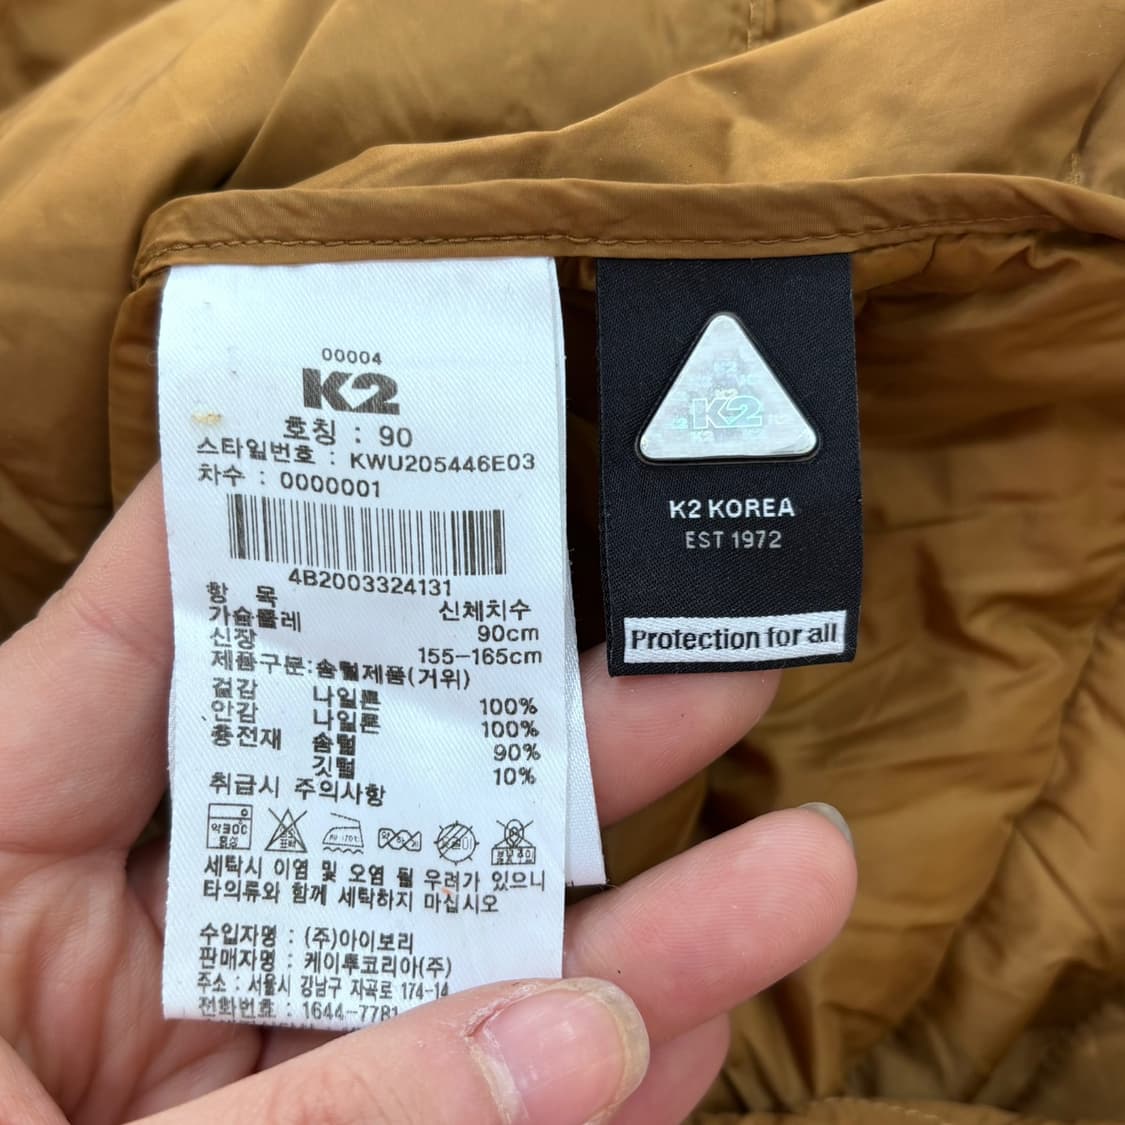 00004
K2
호칭 : 90
스타일번호 : KWU205446E03
차수 : 0000001
4B2003324131
항 목 신체치수
가슴둘레 90cm
신장 155-165cm
제품구분:솜털제품(거위)
겉감 나일론 100%
안감 나일론 100%
충전재 솜털 90%
깃털 10%
취급시 주의사항
세탁시 이염 및 오염 될 우려가 있으니
타의류와 함께 세탁하지 마십시오
수입자명 : (주)아이보리
판매자명 : 케이투코리아(주)
주소 : 서울시 강남구 자곡로 174-14
전화번호 : 1644-7781
K2
K2 KOREA
EST 1972
Protection for all